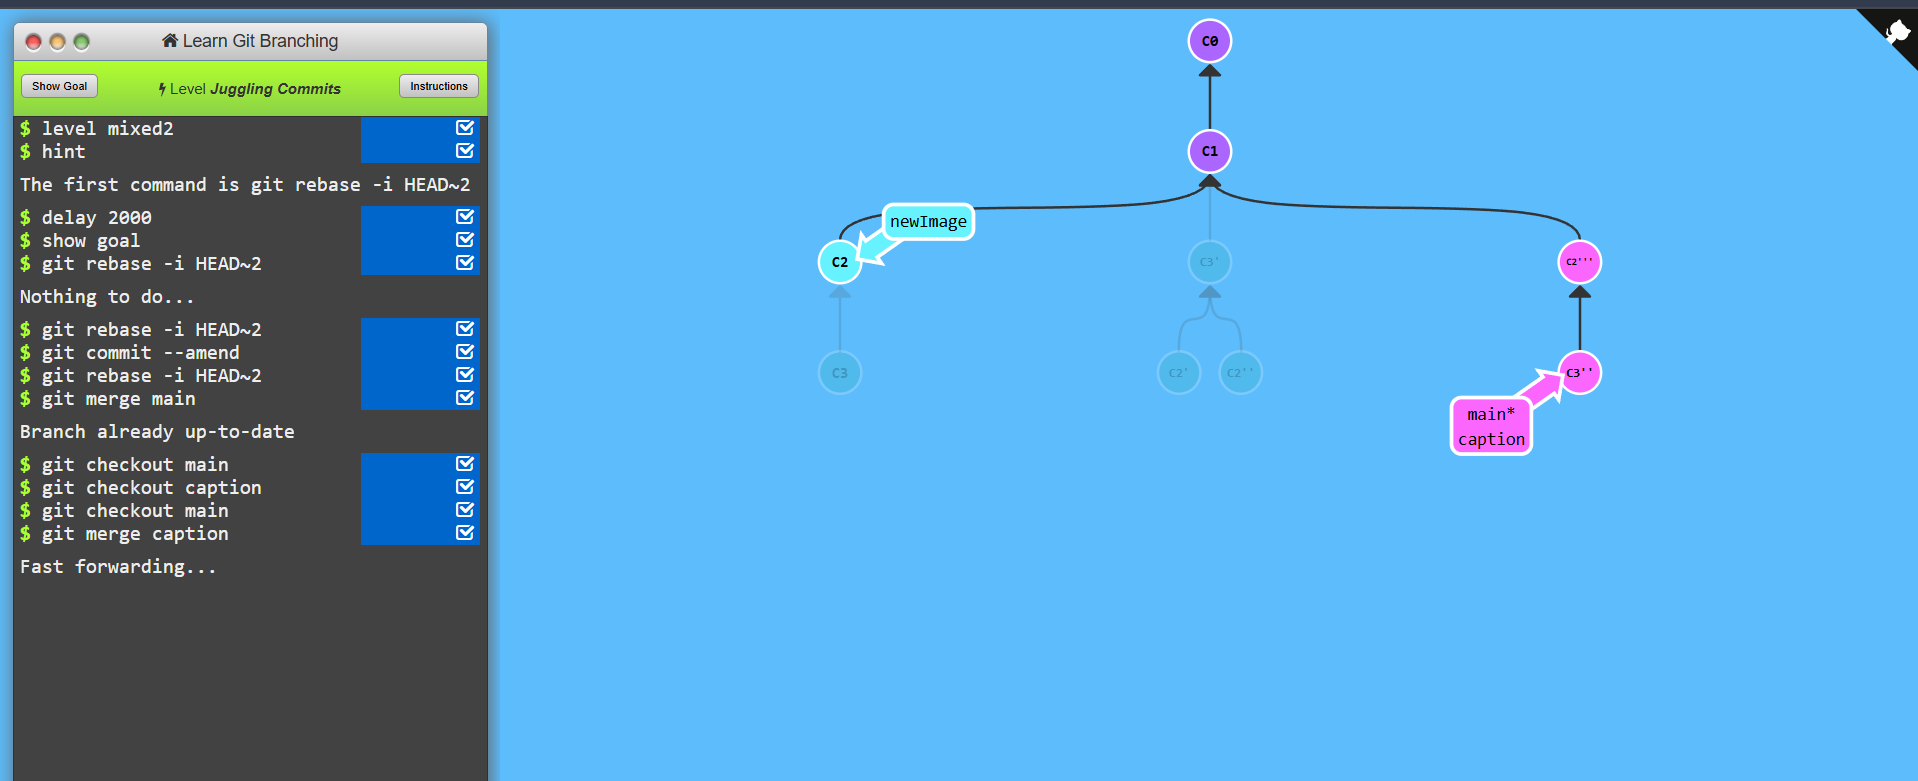 Learn Git Branching
Show Goal
Level Juggling Commits
Instructions
$ level mixed2
$ hint
The first command is git rebase -i HEAD~2
$ delay 2000
$ show goal
$ git rebase -i HEAD~2
Nothing to do...
$ git rebase -i HEAD~2
$ git commit --amend
$ git rebase -i HEAD~2
$ git merge main
Branch already up-to-date
$ git checkout main
$ git checkout caption
$ git checkout main
$ git merge caption
Fast forwarding...
C0
C1
newImage
C2
C3'
C2'''
C3
C2'
C2''
C3''
main*
caption